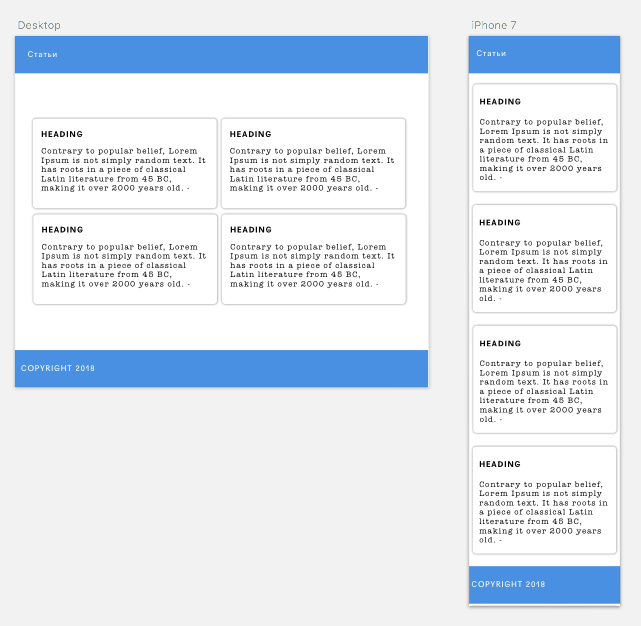 Desktop
Статьи
HEADING
Contrary to popular belief, Lorem
Ipsum is not simply random text. It
has roots in a piece of classical
Latin literature from 45 BC,
making it over 2000 years old. -
HEADING
Contrary to popular belief, Lorem
Ipsum is not simply random text. It
has roots in a piece of classical
Latin literature from 45 BC,
making it over 2000 years old. -
HEADING
Contrary to popular belief, Lorem
Ipsum is not simply random text. It
has roots in a piece of classical
Latin literature from 45 BC,
making it over 2000 years old. -
HEADING
Contrary to popular belief, Lorem
Ipsum is not simply random text. It
has roots in a piece of classical
Latin literature from 45 BC,
making it over 2000 years old. -
COPYRIGHT 2018
iPhone 7
Статьи
HEADING
Contrary to popular belief,
Lorem Ipsum is not simply
random text. It has roots in
a piece of classical Latin
literature from 45 BC,
making it over 2000 years
old. -
HEADING
Contrary to popular belief,
Lorem Ipsum is not simply
random text. It has roots in
a piece of classical Latin
literature from 45 BC,
making it over 2000 years
old. -
HEADING
Contrary to popular belief,
Lorem Ipsum is not simply
random text. It has roots in
a piece of classical Latin
literature from 45 BC,
making it over 2000 years
old. -
HEADING
Contrary to popular belief,
Lorem Ipsum is not simply
random text. It has roots in
a piece of classical Latin
literature from 45 BC,
making it over 2000 years
old. -
COPYRIGHT 2018